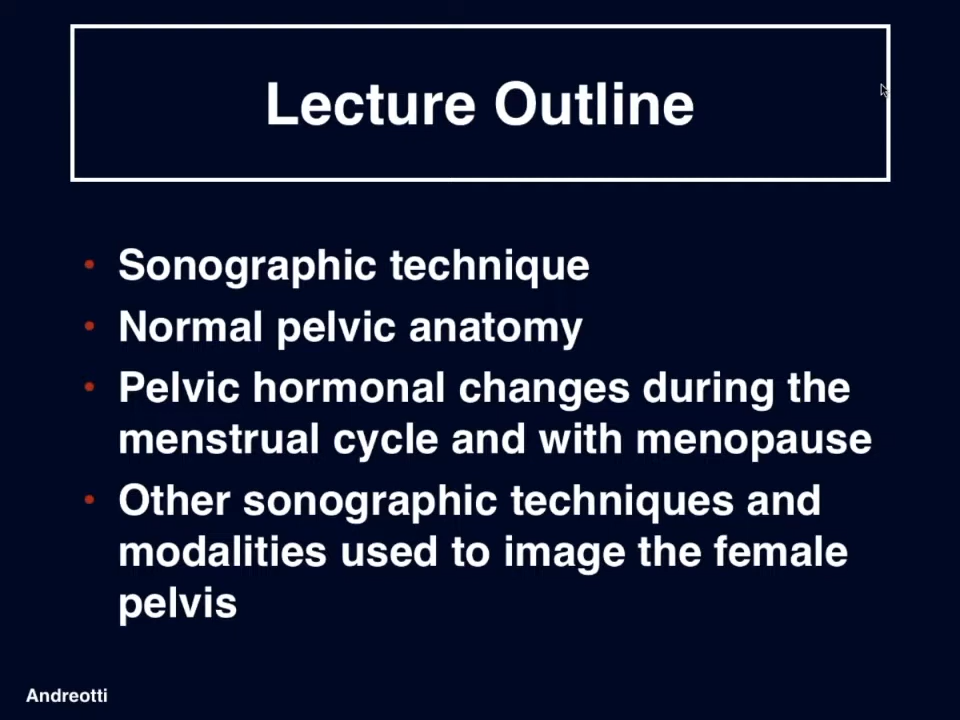 Lecture Outline
• Sonographic technique
• Normal pelvic anatomy
• Pelvic hormonal changes during the
menstrual cycle and with menopause
• Other sonographic techniques and
modalities used to image the female
pelvis
Andreotti